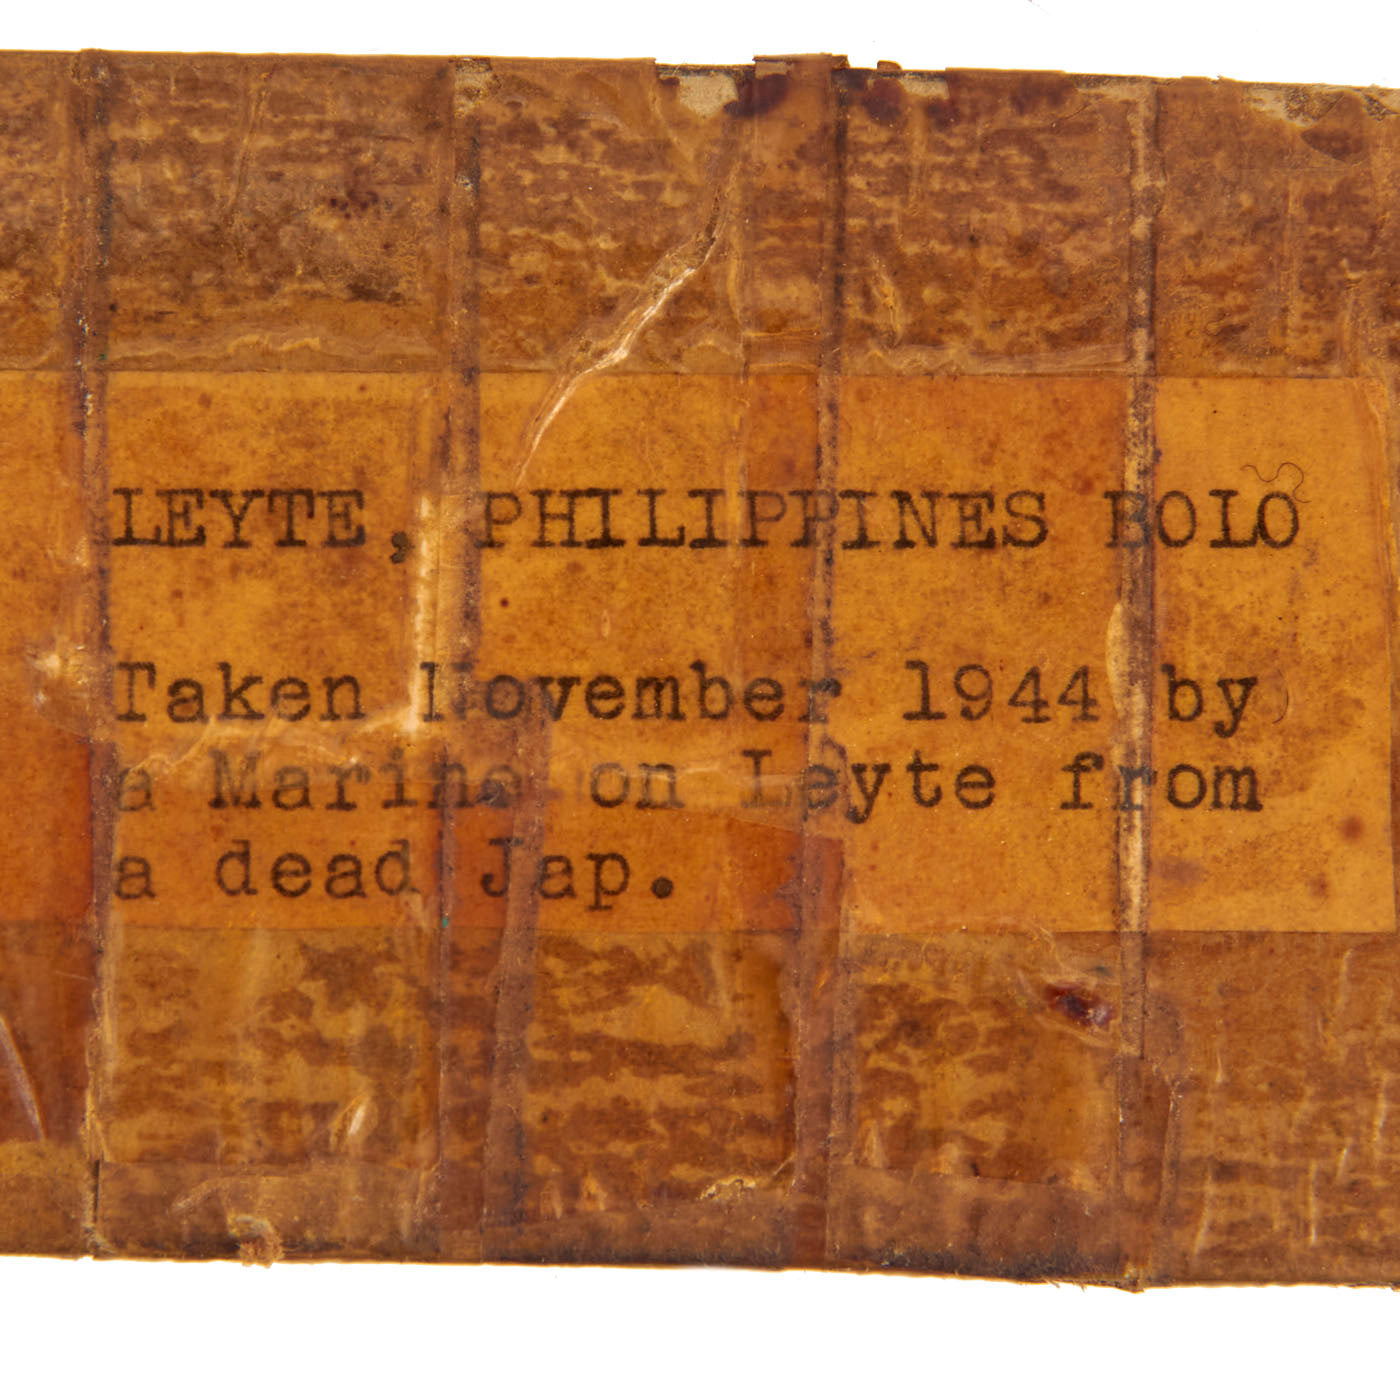 LEYTE, PHILIPPINES BOLO
Taken November 1944 by
a Marine on Leyte from
a dead Jap.